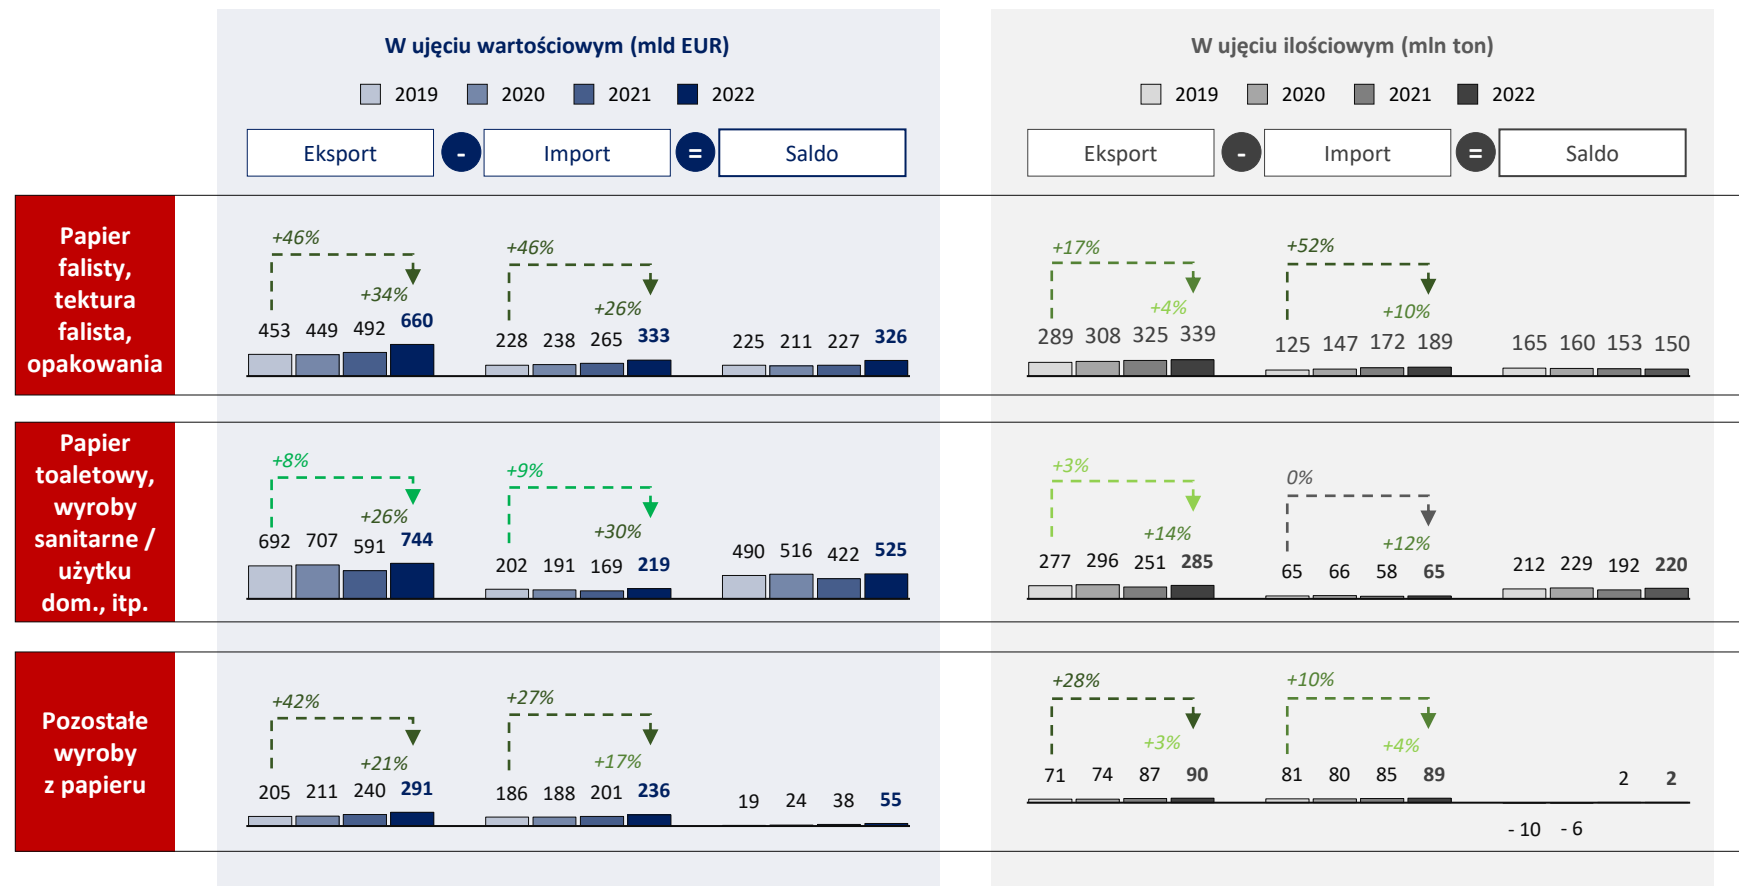 W ujęciu wartościowym (mld EUR)
2019 2020 2021 2022
Eksport - Import = Saldo
W ujęciu ilościowym (mln ton)
2019 2020 2021 2022
Eksport - Import = Saldo
Papier
falisty,
tektura
falista,
opakowania
+46%
+34%
453 449 492 660
+46%
+26%
228 238 265 333
225 211 227 326
+17%
+4%
289 308 325 339
+52%
+10%
125 147 172 189
165 160 153 150
Papier
toaletowy,
wyroby
sanitarne /
użytku
dom., itp.
+8%
+26%
692 707 591 744
+9%
+30%
202 191 169 219
490 516 422 525
+3%
+14%
277 296 251 285
0%
+12%
65 66 58 65
212 229 192 220
Pozostałe
wyroby
z papieru
+42%
+21%
205 211 240 291
+27%
+17%
186 188 201 236
19 24 38 55
+28%
+3%
71 74 87 90
+10%
+4%
81 80 85 89
2 2
- 10 - 6